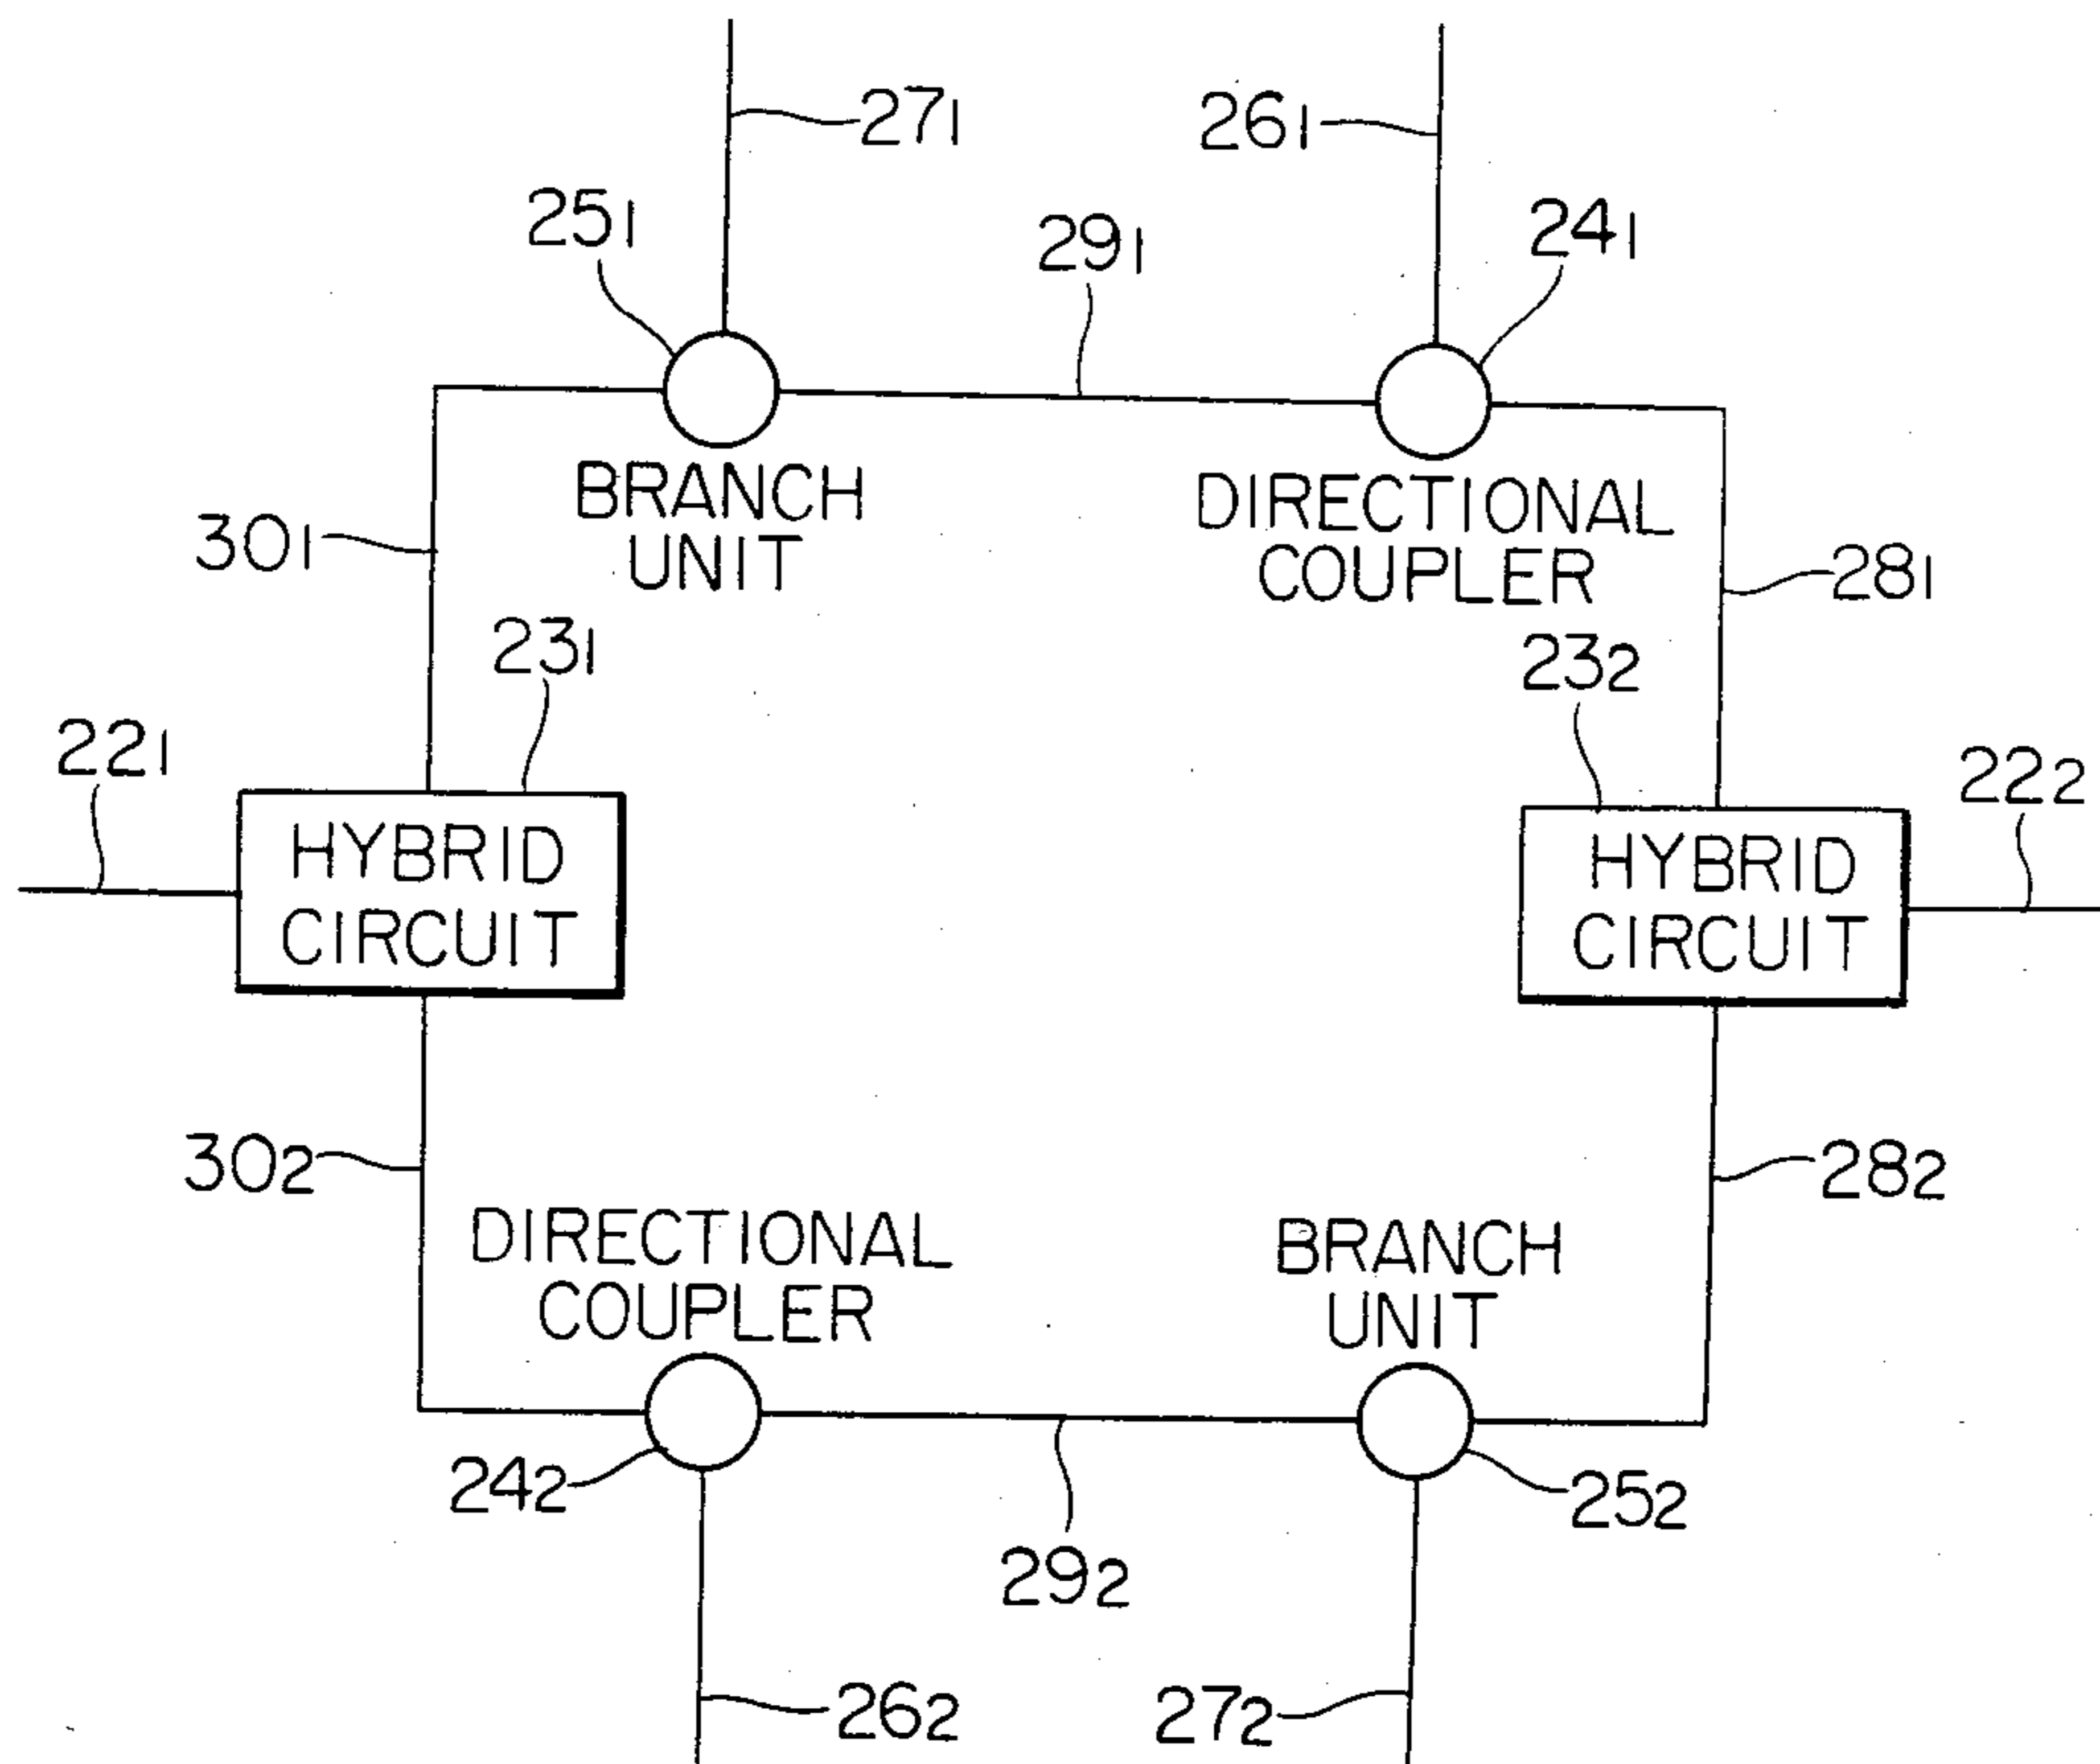 27₁
26₁
25₁
29₁
24₁
BRANCH
UNIT
DIRECTIONAL
COUPLER
30₁
28₁
23₁
23₂
22₁
22₂
HYBRID
CIRCUIT
HYBRID
CIRCUIT
30₂
28₂
DIRECTIONAL
COUPLER
BRANCH
UNIT
24₂
25₂
29₂
26₂
27₂